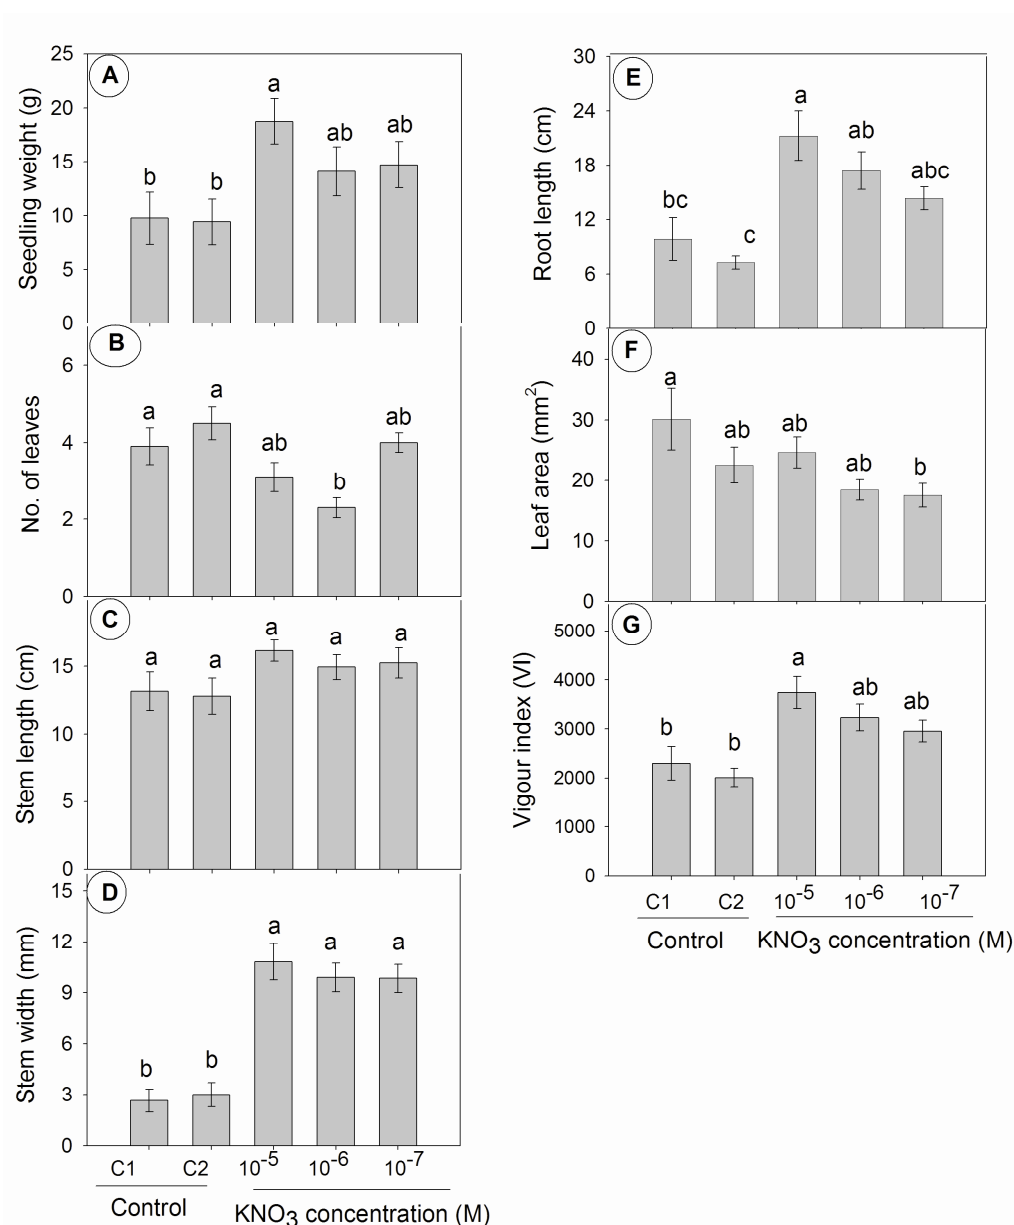 A
Seedling weight (g)
25
20
15
10
5
0
b
b
a
ab
ab
B
No. of leaves
6
4
2
0
a
a
ab
b
ab
C
Stem length (cm)
15
10
5
0
a
a
a
a
a
D
Stem width (mm)
15
12
9
6
3
0
b
b
a
a
a
C1 C2 10⁻⁵ 10⁻⁶ 10⁻⁷
Control KNO₃ concentration (M)
E
Root length (cm)
30
24
18
12
6
0
bc
c
a
ab
abc
F
Leaf area (mm²)
40
30
20
10
0
a
ab
ab
ab
b
G
Vigour index (VI)
5000
4000
3000
2000
1000
0
b
b
a
ab
ab
C1 C2 10⁻⁵ 10⁻⁶ 10⁻⁷
Control KNO₃ concentration (M)